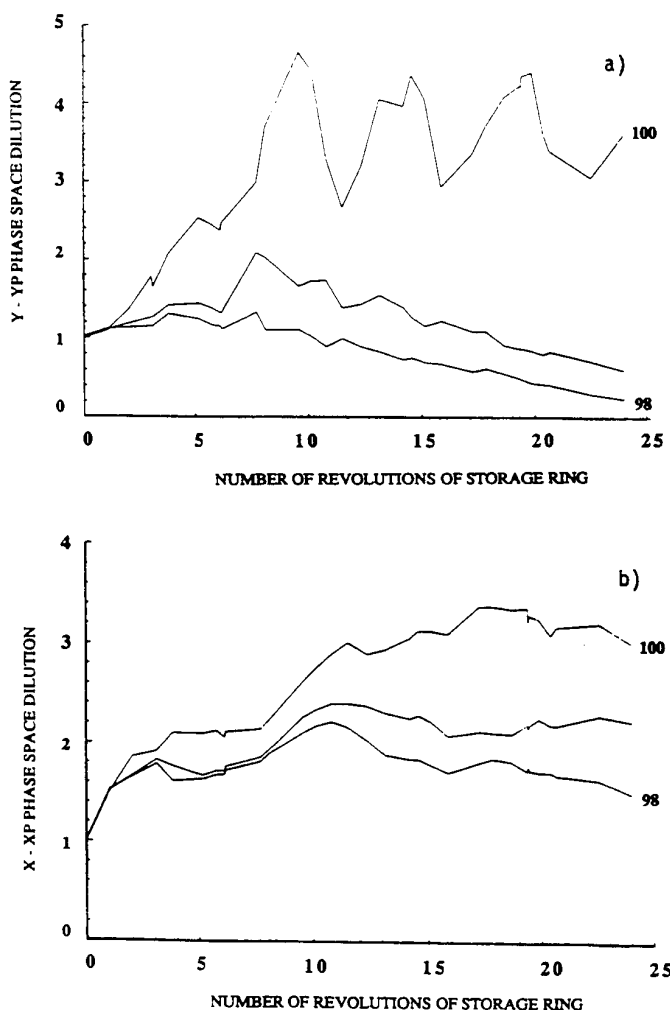 a)
5
4
3
2
1
0
Y - YP PHASE SPACE DILUTION
100
98
0 5 10 15 20 25
NUMBER OF REVOLUTIONS OF STORAGE RING
b)
4
3
2
1
0
X - XP PHASE SPACE DILUTION
100
98
0 5 10 15 20 25
NUMBER OF REVOLUTIONS OF STORAGE RING